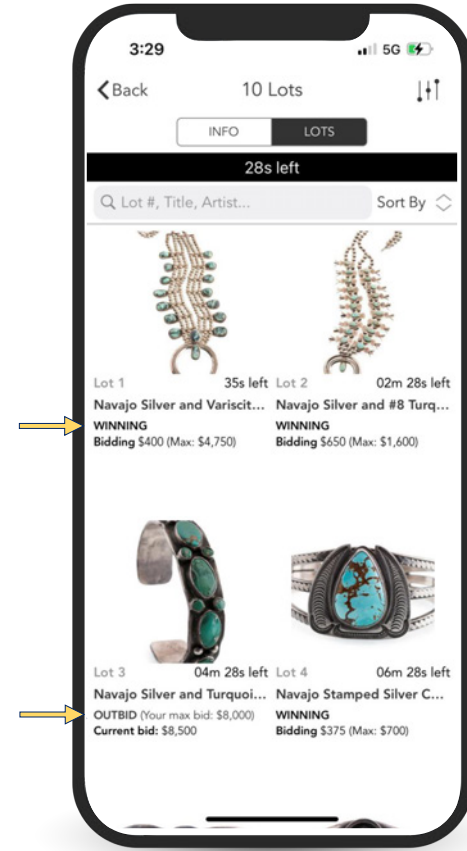 3:29
5G
Back
10 Lots
INFO
LOTS
28s left
Lot #, Title, Artist...
Sort By
Lot 1 35s left
Navajo Silver and Variscit...
WINNING
Bidding $400 (Max: $4,750)
Lot 2 02m 28s left
Navajo Silver and #8 Turq...
WINNING
Bidding $650 (Max: $1,600)
Lot 3 04m 28s left
Navajo Silver and Turquoi...
OUTBID (Your max bid: $8,000)
Current bid: $8,500
Lot 4 06m 28s left
Navajo Stamped Silver C...
WINNING
Bidding $375 (Max: $700)